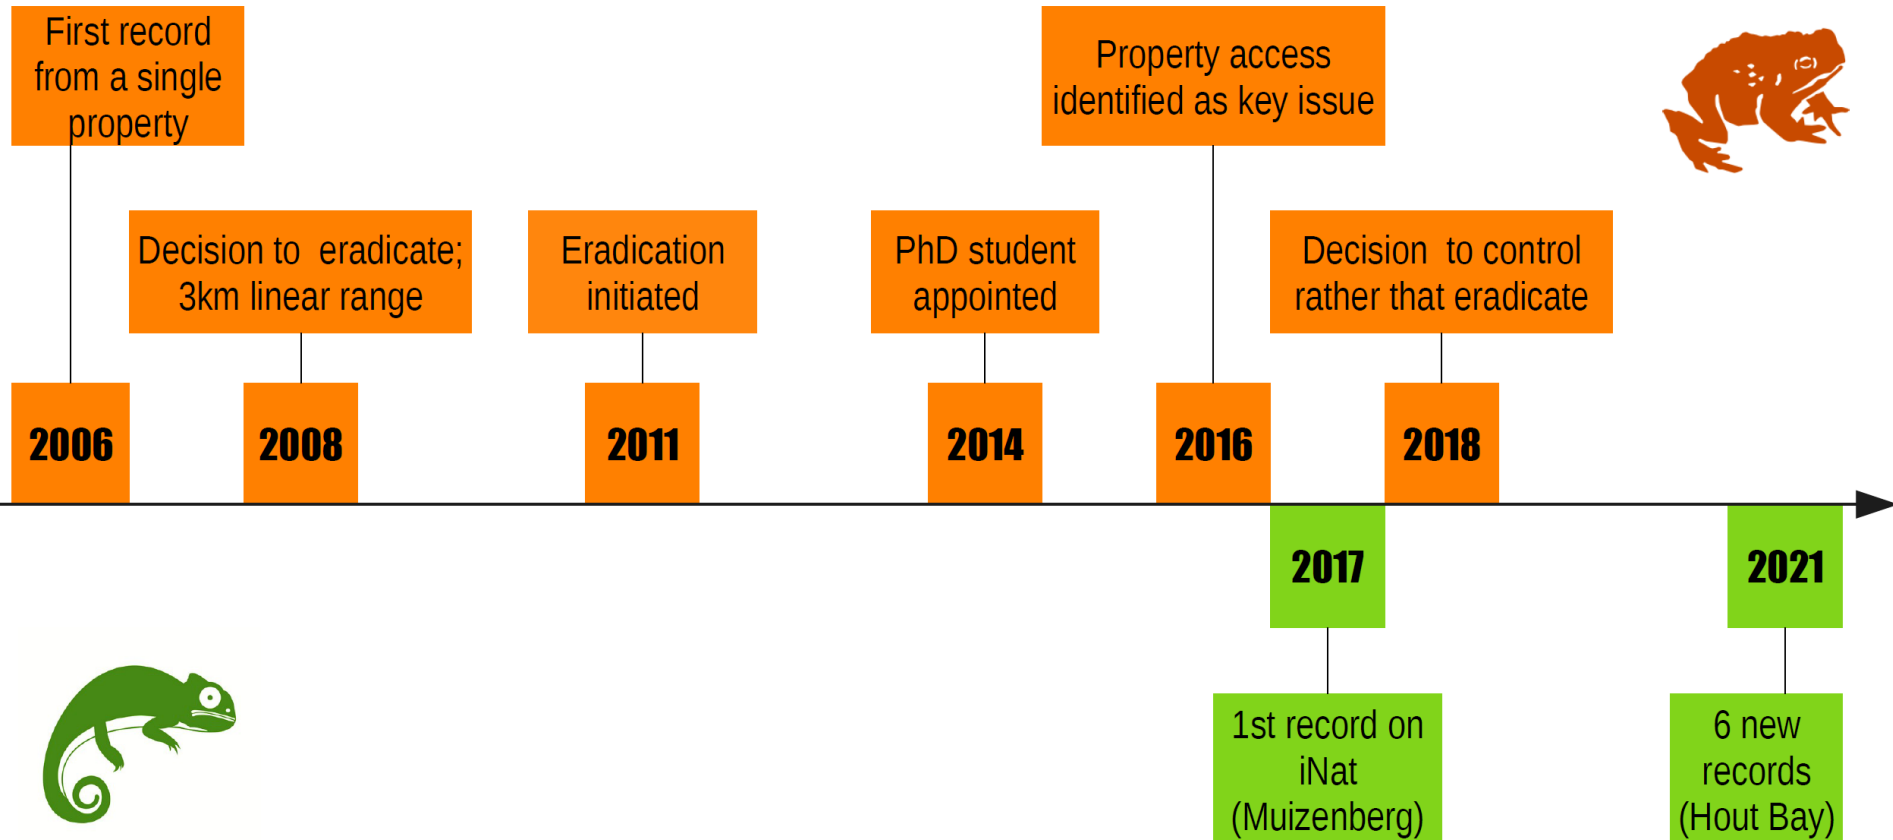 First record
from a single
property
Property access
identified as key issue
Decision to  eradicate;
3km linear range
Eradication
initiated
PhD student
appointed
Decision  to control
rather that eradicate
2006
2008
2011
2014
2016
2018
2017
2021
1st record on
iNat
(Muizenberg)
6 new
records
(Hout Bay)